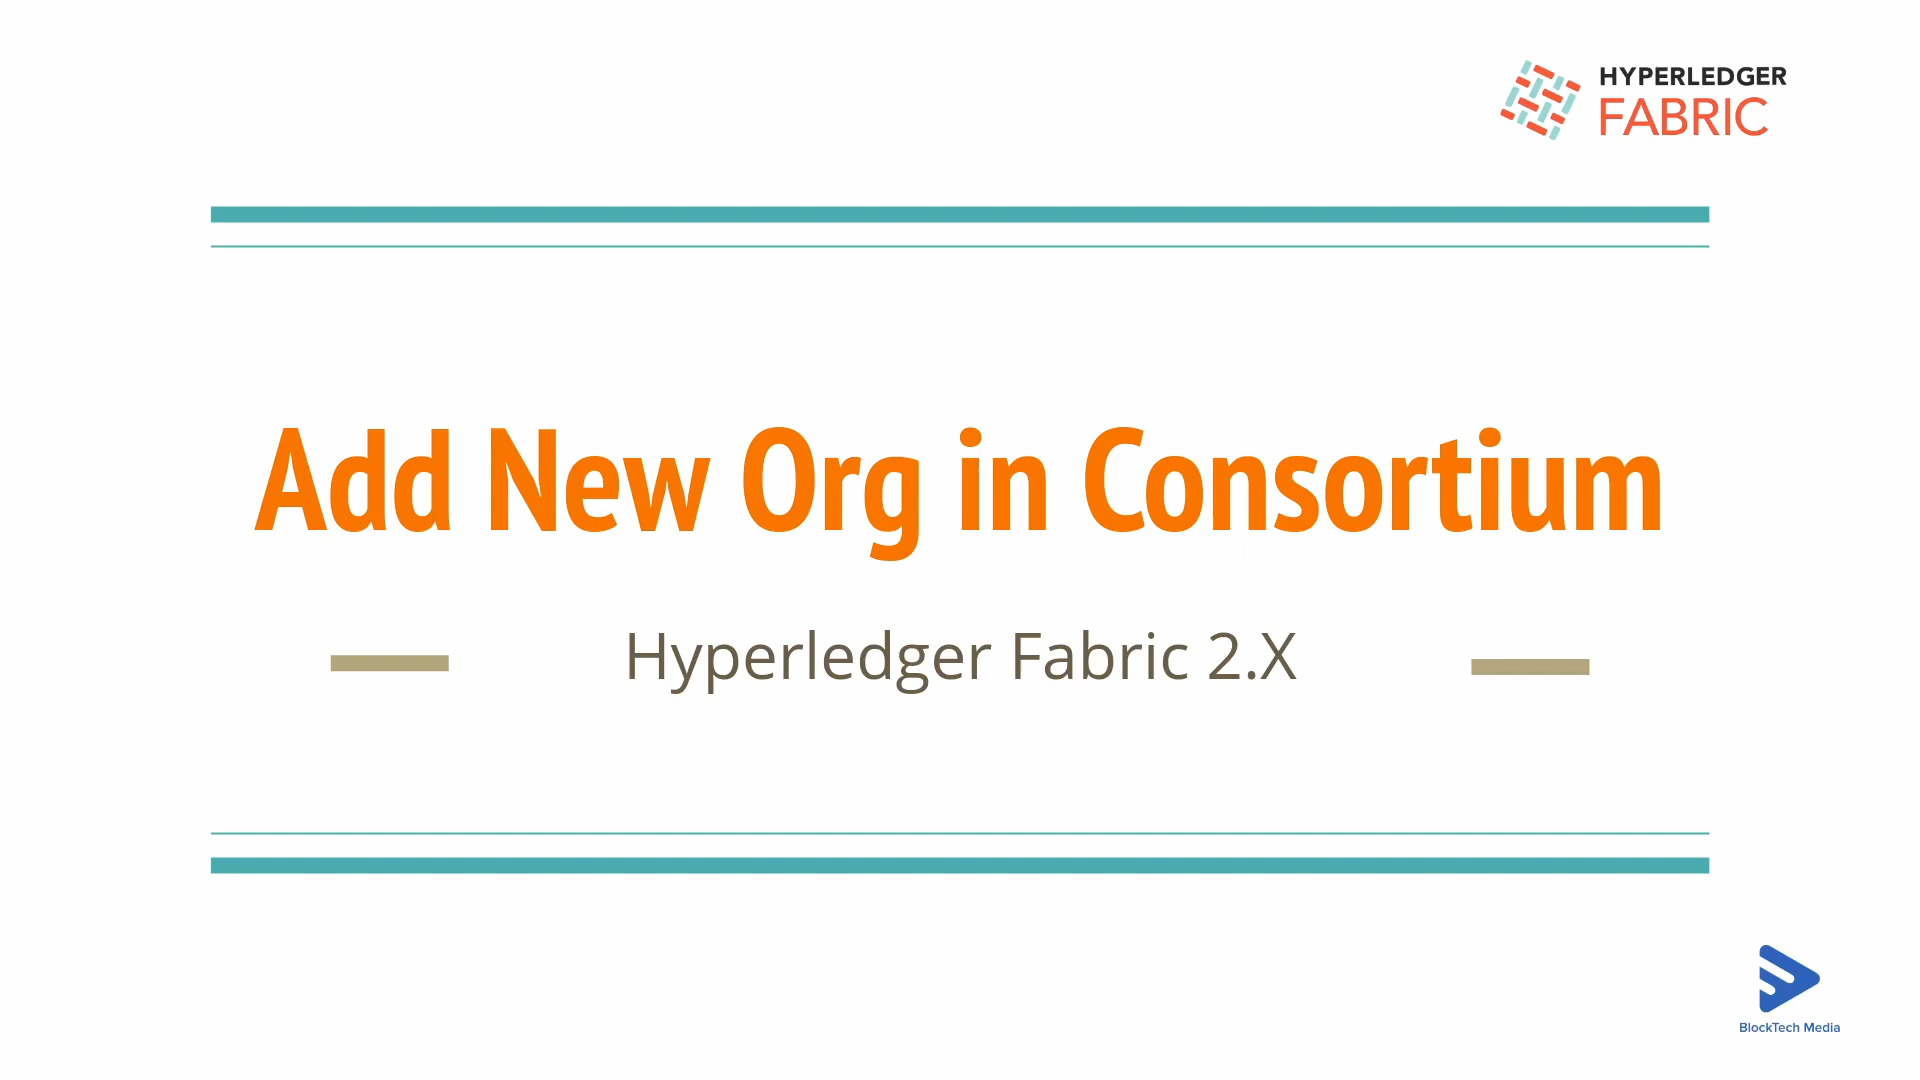 HYPERLEDGER
FABRIC
Add New Org in Consortium
Hyperledger Fabric 2.X
BlockTech Media